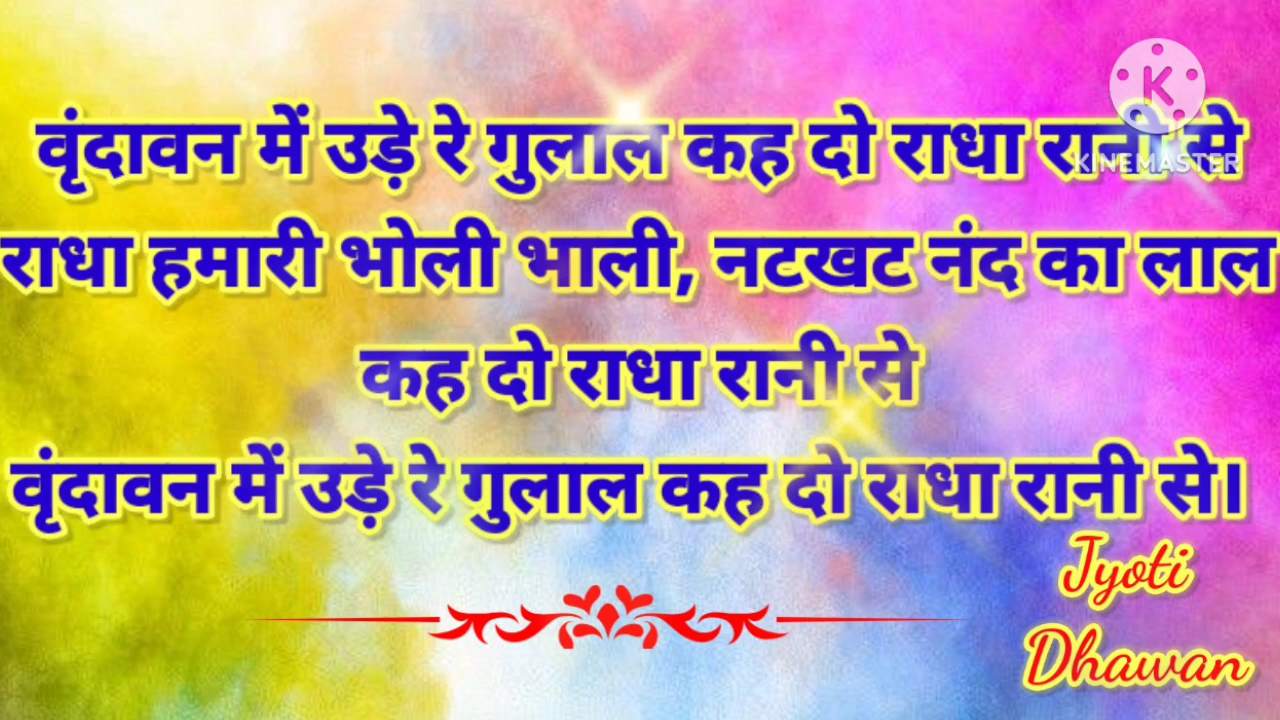 वृंदावन में उड़े रे गुलाल कह दो राधा रानी से
राधा हमारी भोली भाली, नटखट नंद का लाल
कह दो राधा रानी से
वृंदावन में उड़े रे गुलाल कह दो राधा रानी से।
Jyoti
Dhawan
K
KINEMASTER